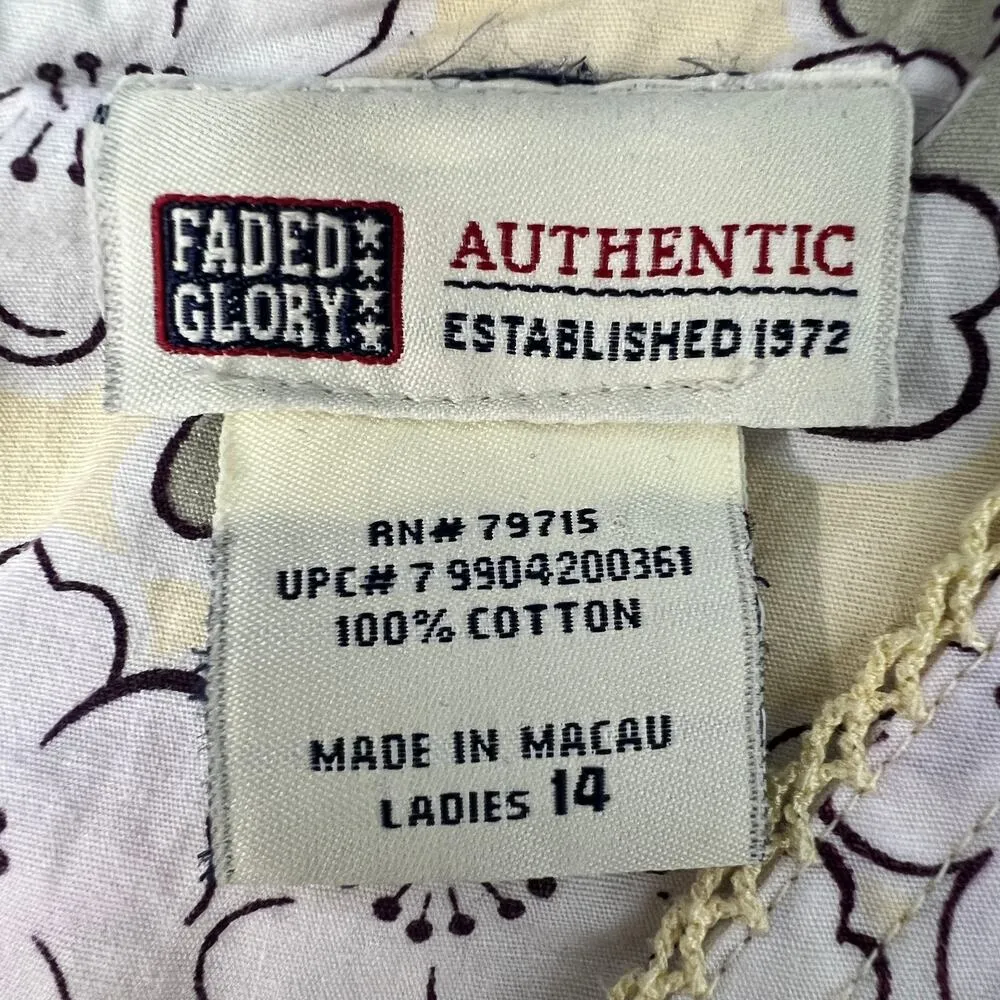 FADED
GLORY
AUTHENTIC
ESTABLISHED 1972
RN# 79715
UPC# 7 9904200361
100% COTTON
MADE IN MACAU
LADIES 14